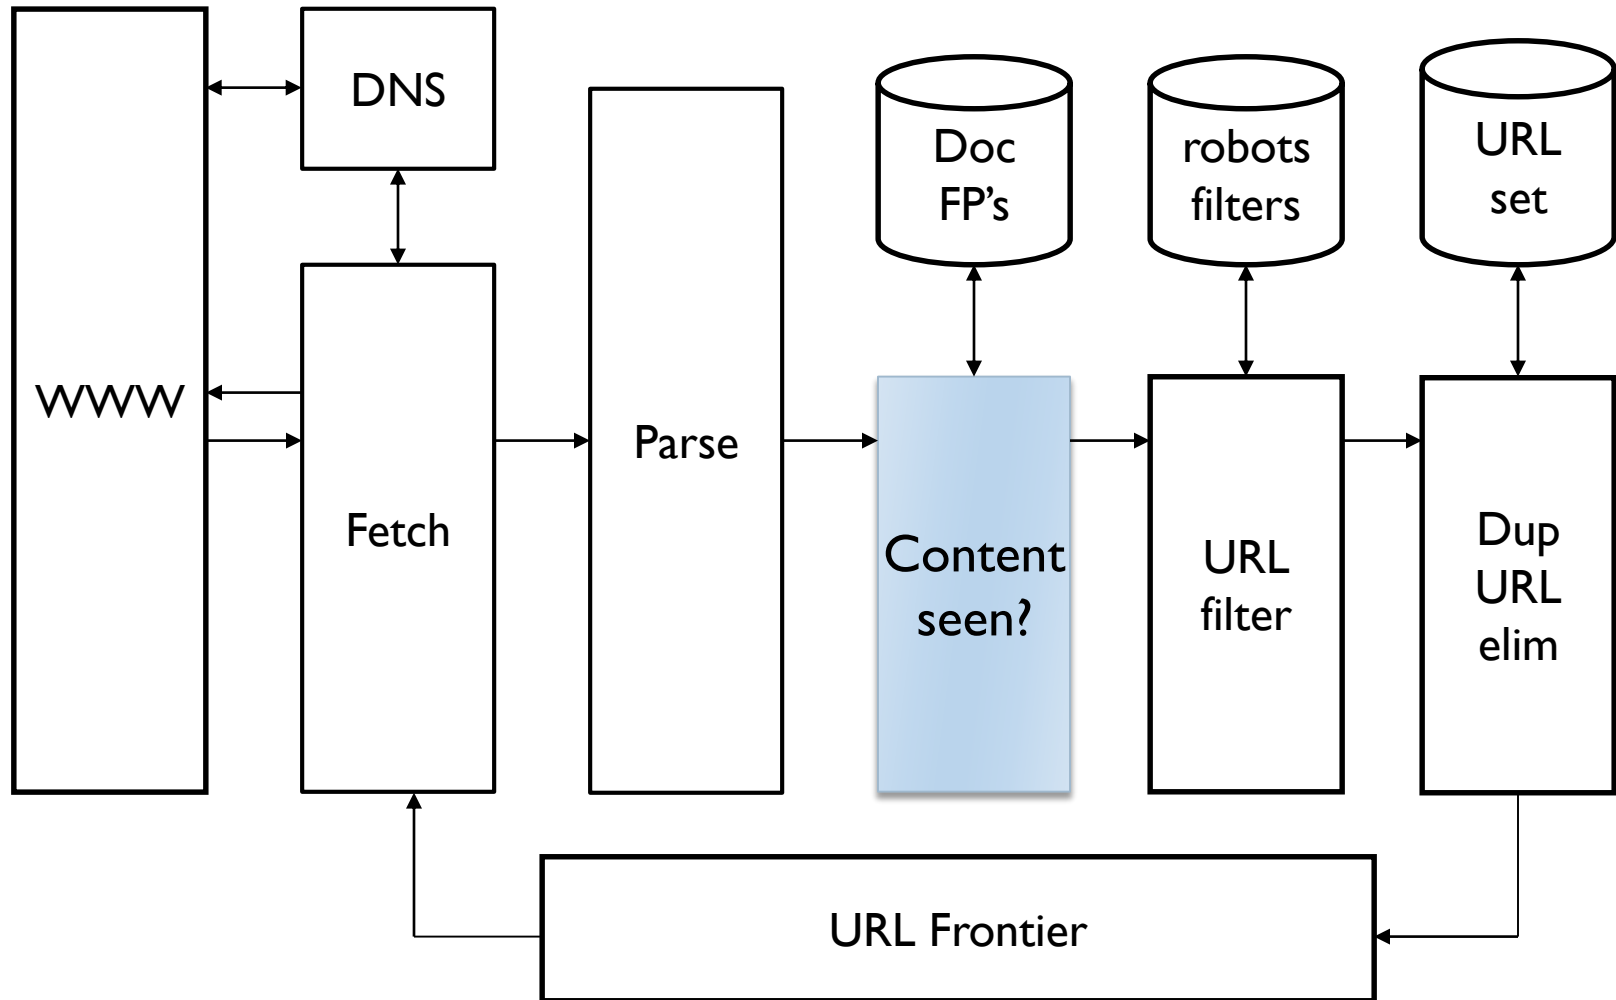 WWW
DNS
Fetch
Parse
Doc
FP's
Content
seen?
robots
filters
URL
filter
URL
set
Dup
URL
elim
URL Frontier